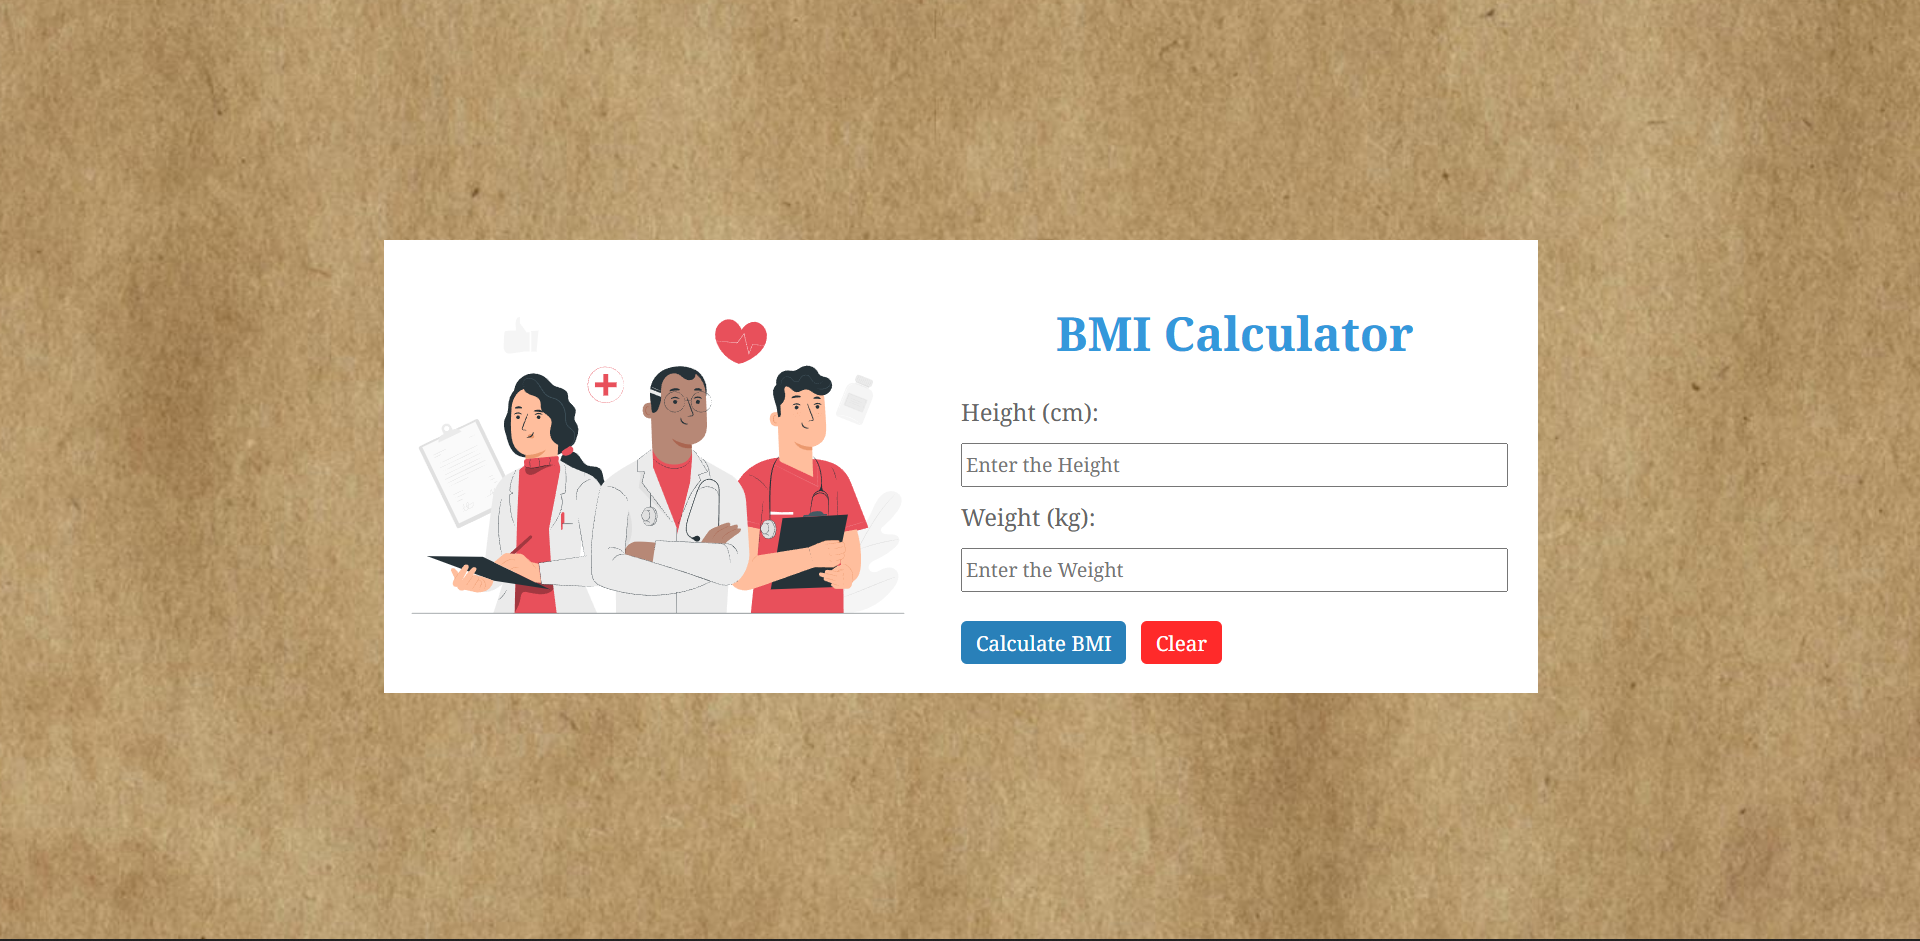 BMI Calculator
Height (cm):
Enter the Height
Weight (kg):
Enter the Weight
Calculate BMI Clear